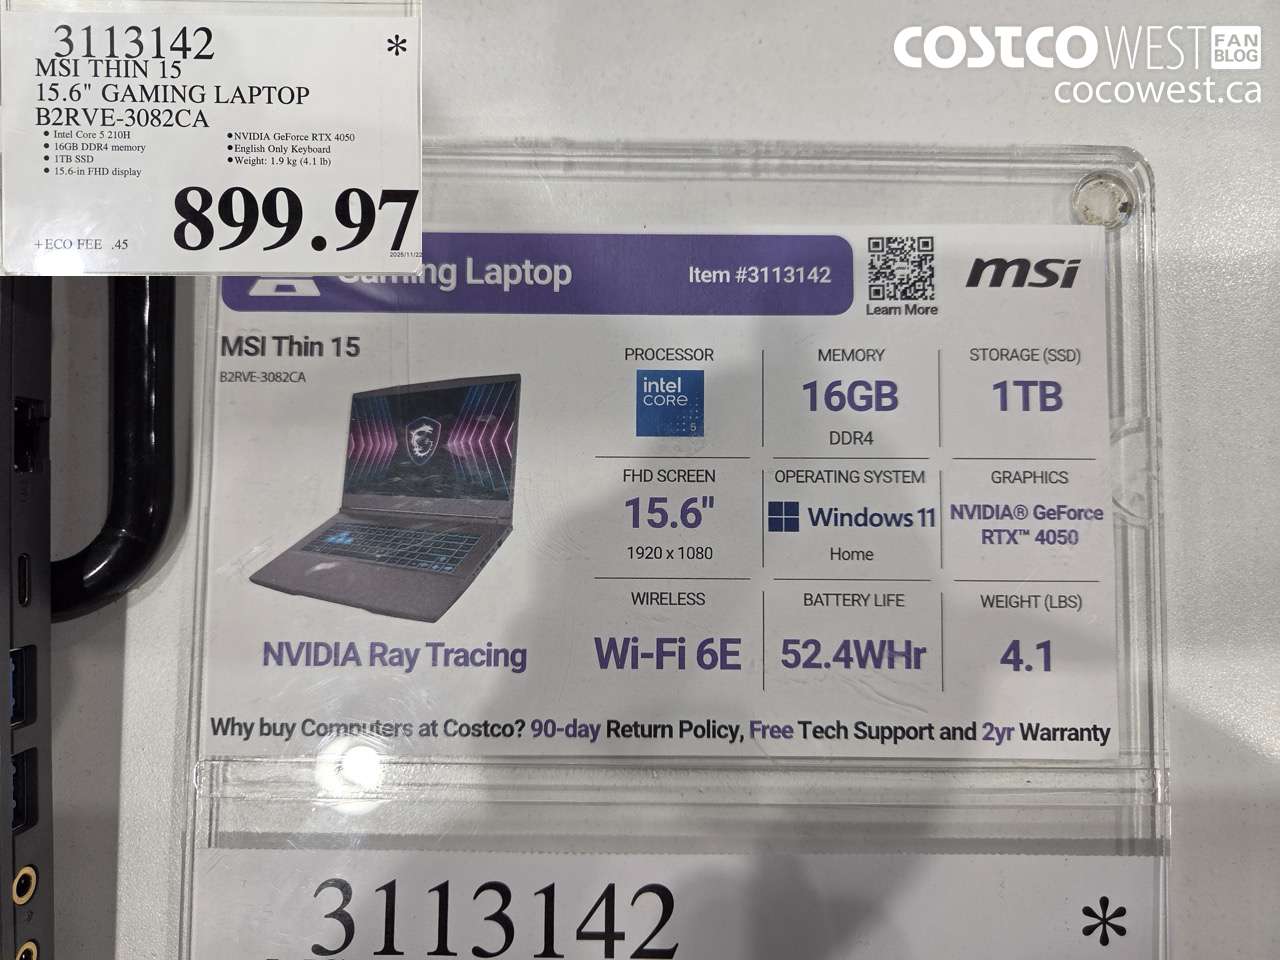 3113142 *
MSI THIN 15
15.6" GAMING LAPTOP
B2RVE-3082CA
• Intel Core 5 210H
• 16GB DDR4 memory
• 1TB SSD
• 15.6-in FHD display
• NVIDIA GeForce RTX 4050
• English Only Keyboard
• Weight: 1.9 kg (4.1 lb)
899.97
+ECO FEE .45
COSTCO WEST FAN BLOG
cocowest.ca
Gaming Laptop
Item #3113142
Learn More
msi
MSI Thin 15
B2RVE-3082CA
NVIDIA Ray Tracing
PROCESSOR
intel
CORE
5
MEMORY
16GB
DDR4
STORAGE (SSD)
1TB
FHD SCREEN
15.6"
1920 x 1080
OPERATING SYSTEM
Windows 11
Home
GRAPHICS
NVIDIA® GeForce
RTX™ 4050
WIRELESS
Wi-Fi 6E
BATTERY LIFE
52.4WHr
WEIGHT (LBS)
4.1
Why buy Computers at Costco? 90-day Return Policy, Free Tech Support and 2yr Warranty
3113142 *